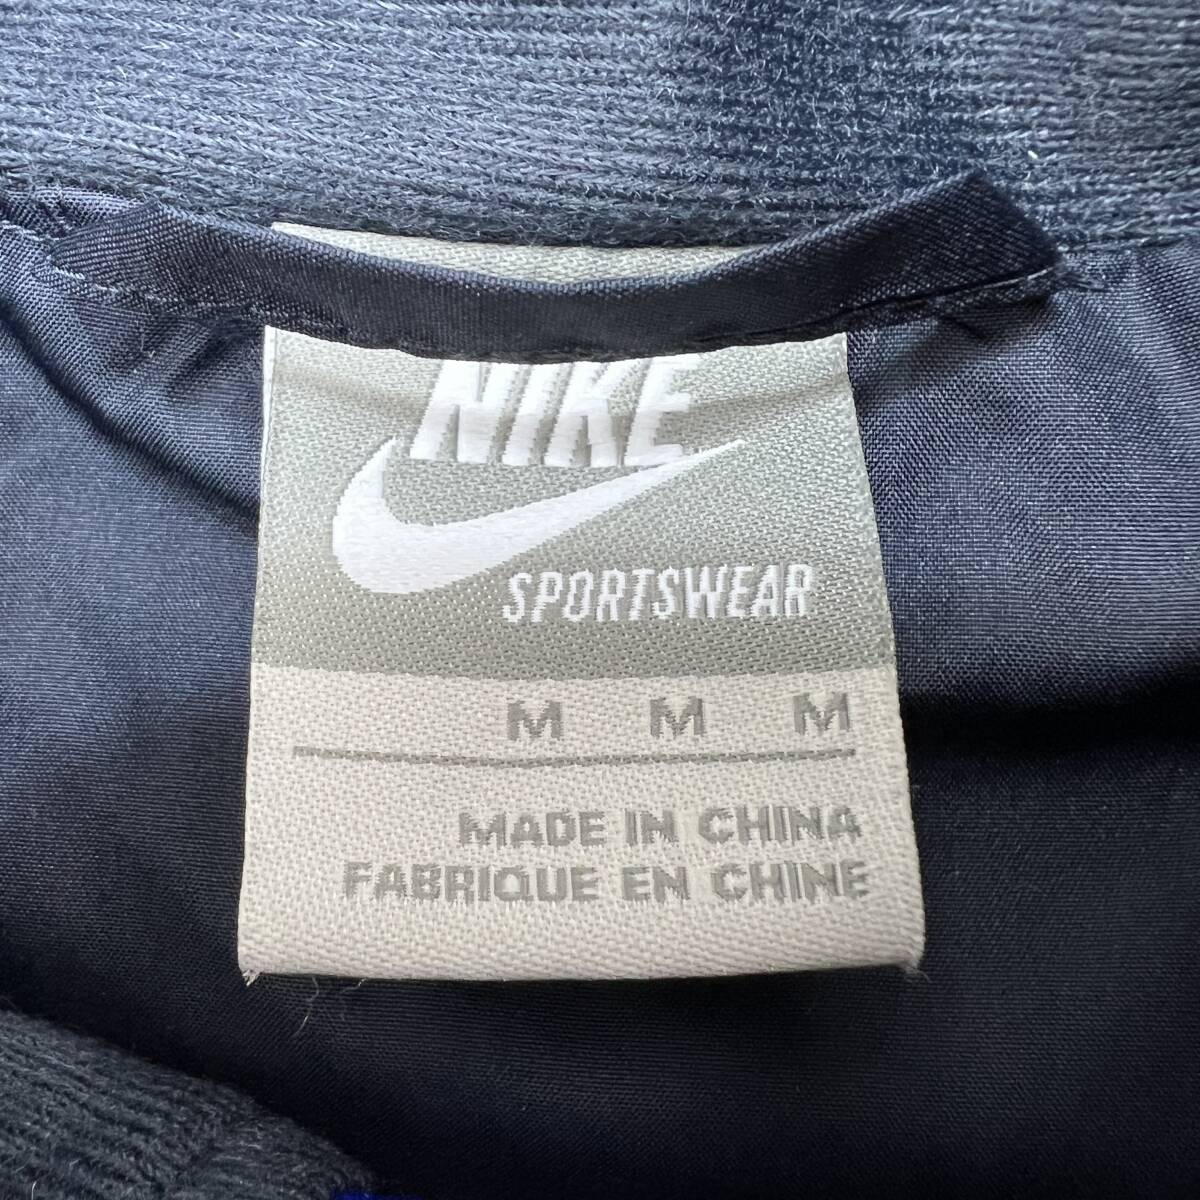 NIKE
SPORTSWEAR
M M M
MADE IN CHINA
FABRIQUE EN CHINE